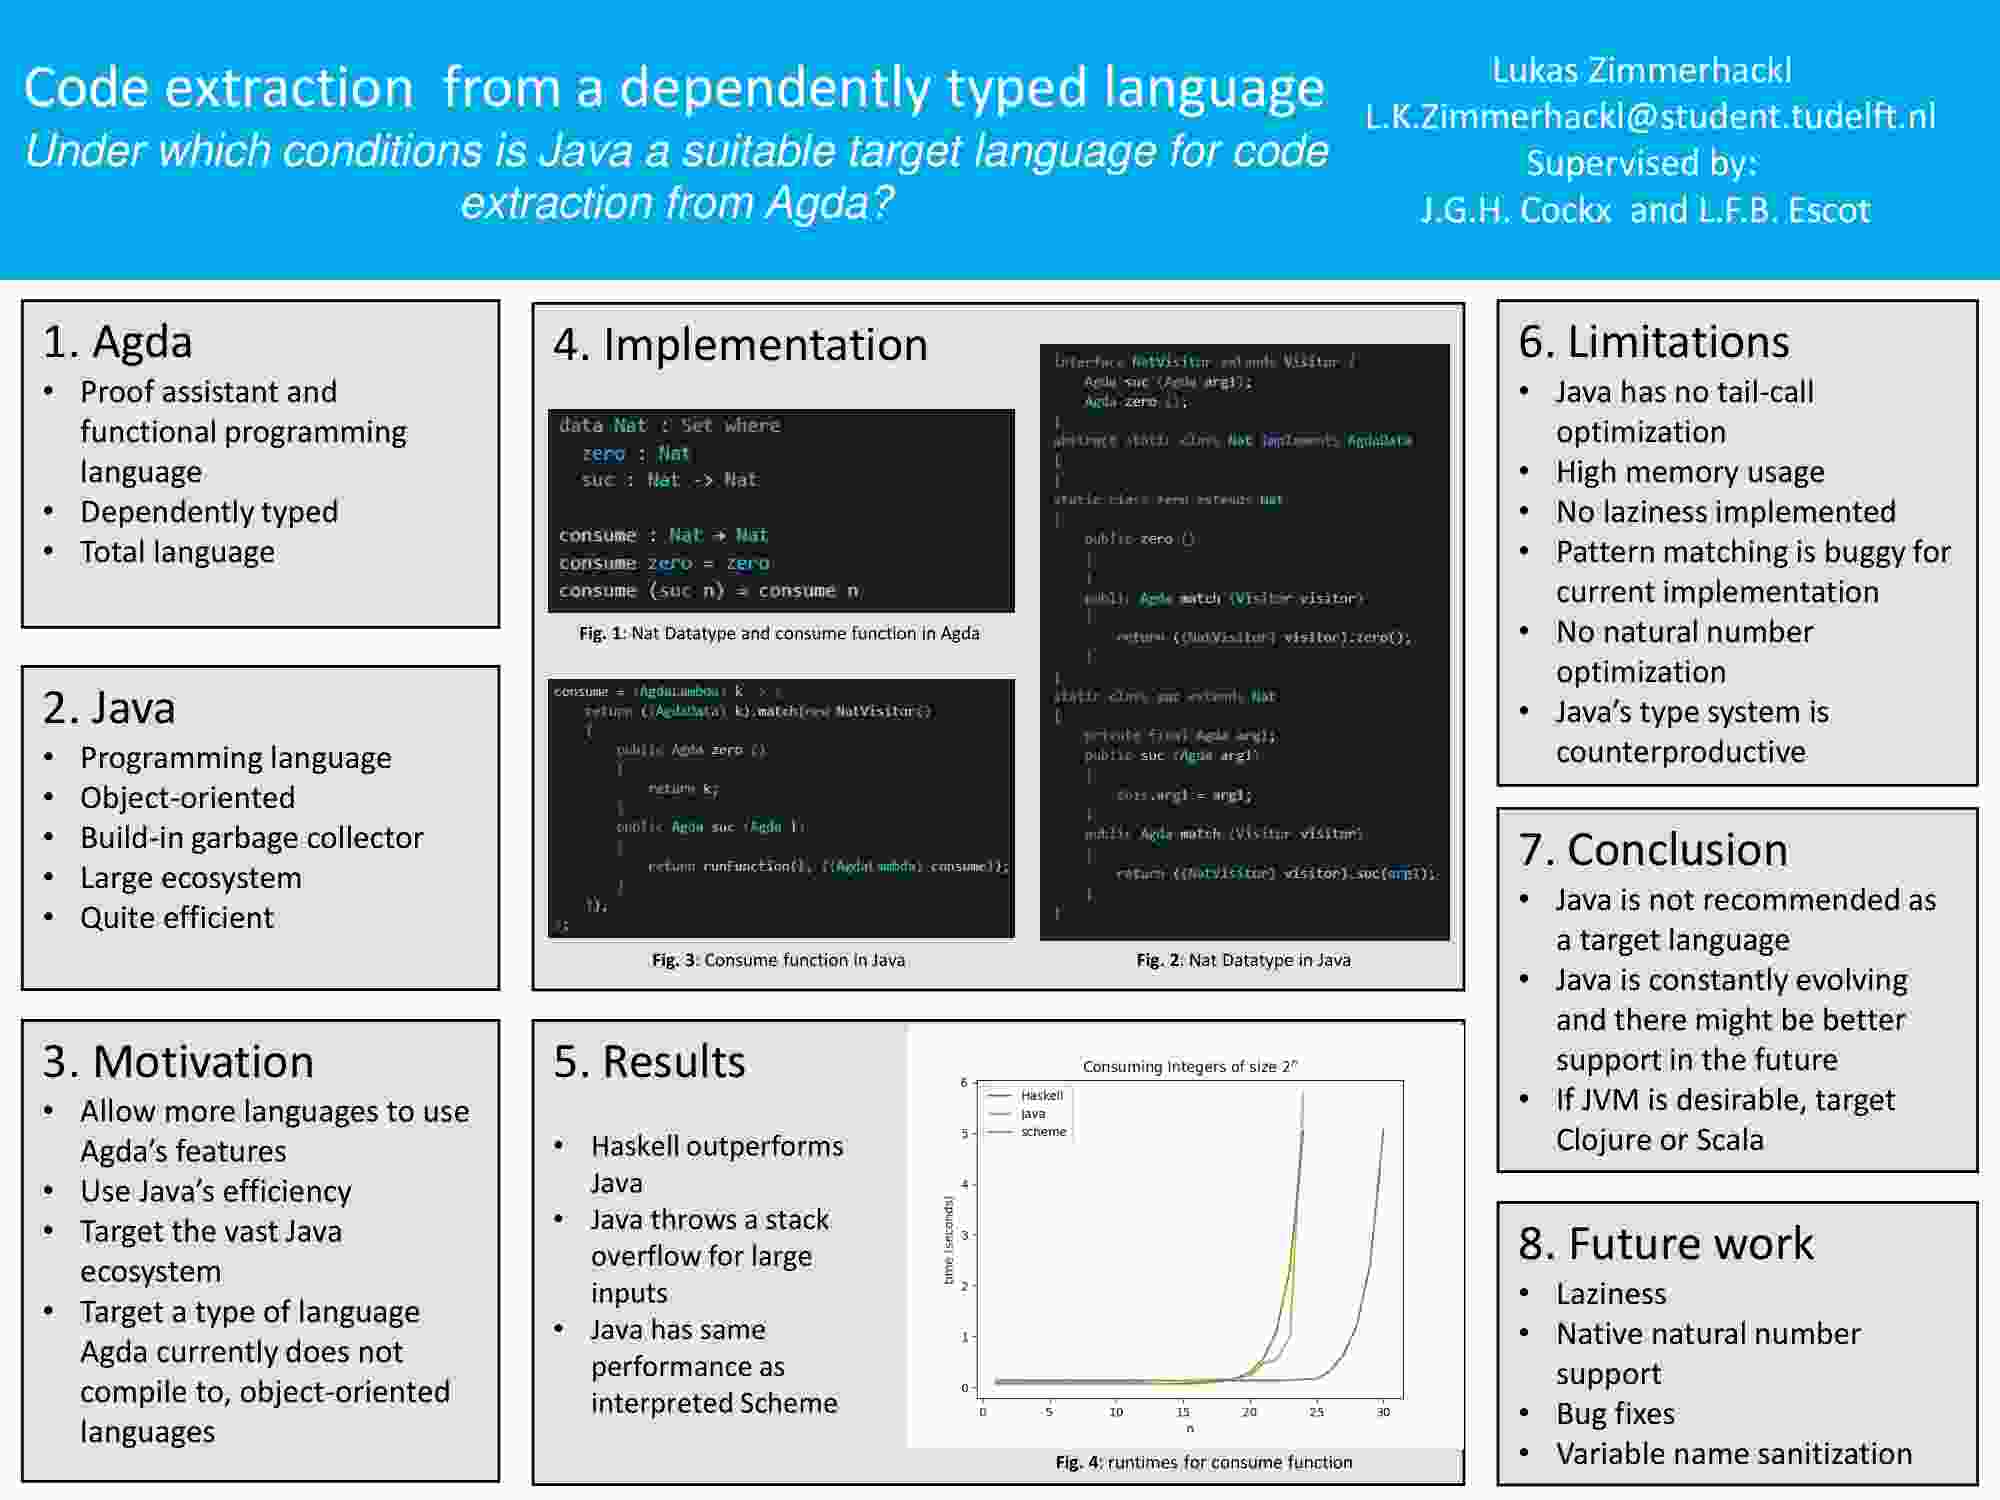 Code extraction from a dependently typed language
Under which conditions is Java a suitable target language for code
extraction from Agda?
Lukas Zimmerhackl
L.K.Zimmerhackl@student.tudelft.nl
Supervised by:
J.G.H. Cockx and L.F.B. Escot
1. Agda
• Proof assistant and
functional programming
language
• Dependently typed
• Total language
2. Java
• Programming language
• Object-oriented
• Build-in garbage collector
• Large ecosystem
• Quite efficient
3. Motivation
• Allow more languages to use
Agda's features
• Use Java's efficiency
• Target the vast Java
ecosystem
• Target a type of language
Agda currently does not
compile to, object-oriented
languages
4. Implementation
data Nat : Set where
zero : Nat
suc : Nat -> Nat
consume : Nat → Nat
consume zero = zero
consume (suc n) = consume n
Fig. 1: Nat Datatype and consume function in Agda
consume = (AgdaLambda) k -> {
return ((AgdaData) k).match(new NatVisitor()
{
public Agda zero ()
{
return k;
}
public Agda suc (Agda l)
{
return runFunction(l, ((AgdaLambda) consume));
}
});
};
Fig. 3: Consume function in Java
interface NatVisitor extends Visitor {
Agda suc (Agda arg1);
Agda zero ();
}
abstract static class Nat implements AgdaData
{
}
static class zero extends Nat
{
public zero ()
{
}
public Agda match (Visitor visitor)
{
return ((NatVisitor) visitor).zero();
}
}
static class suc extends Nat
{
private final Agda arg1;
public suc (Agda arg1)
{
this.arg1 = arg1;
}
public Agda match (Visitor visitor)
{
return ((NatVisitor) visitor).suc(arg1);
}
}
Fig. 2: Nat Datatype in Java
5. Results
• Haskell outperforms
Java
• Java throws a stack
overflow for large
inputs
• Java has same
performance as
interpreted Scheme
Consuming Integers of size 2ⁿ
Haskell
Java
scheme
time (seconds)
6
5
4
3
2
1
0
0 5 10 15 20 25 30
n
Fig. 4: runtimes for consume function
6. Limitations
• Java has no tail-call
optimization
• High memory usage
• No laziness implemented
• Pattern matching is buggy for
current implementation
• No natural number
optimization
• Java's type system is
counterproductive
7. Conclusion
• Java is not recommended as
a target language
• Java is constantly evolving
and there might be better
support in the future
• If JVM is desirable, target
Clojure or Scala
8. Future work
• Laziness
• Native natural number
support
• Bug fixes
• Variable name sanitization